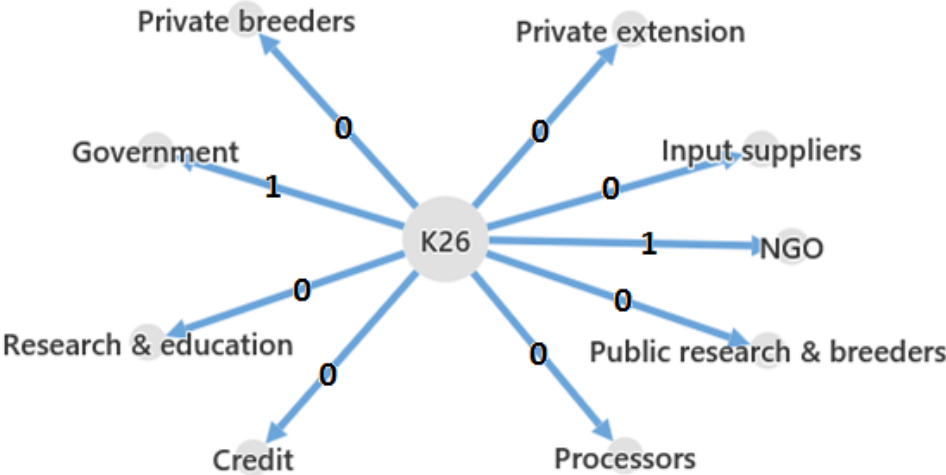 Private breeders
Private extension
0
0
Government
Input suppliers
1
0
K26
1
NGO
0
0
Research & education
Public research & breeders
0
0
Credit
Processors